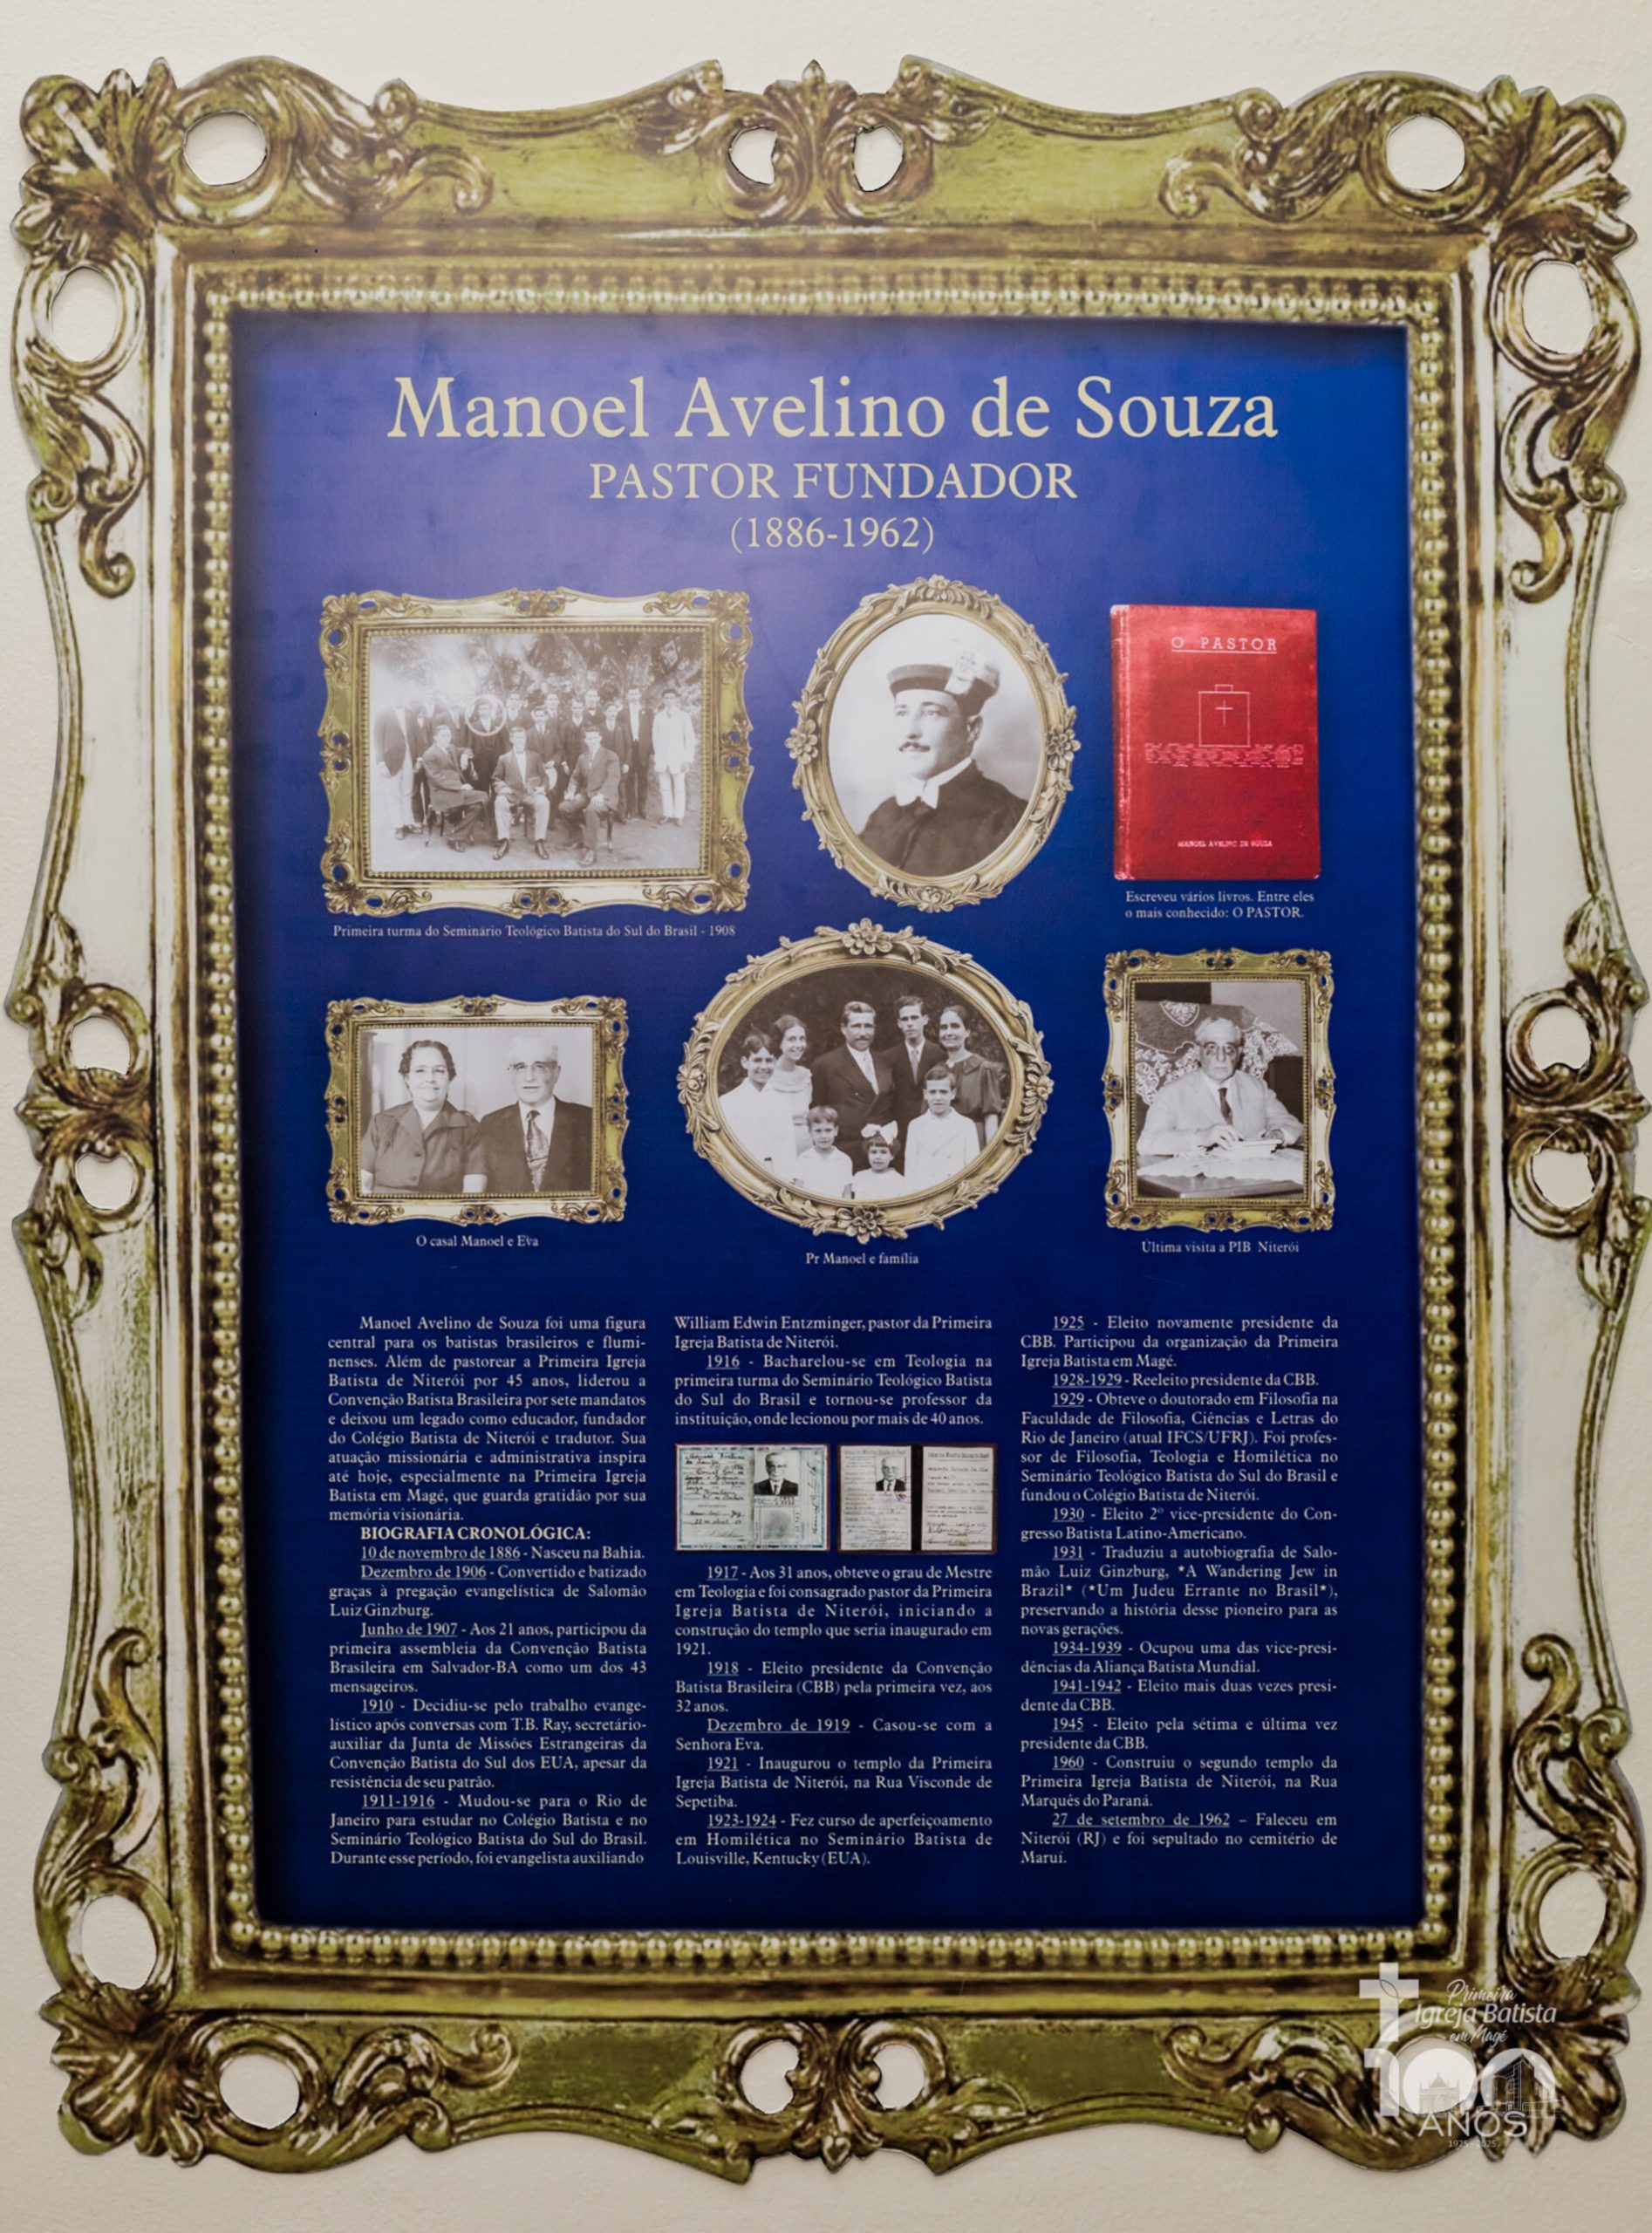 Manoel Avelino de Souza
PASTOR FUNDADOR
(1886-1962)
O PASTOR
MANOEL AVELINO DE SOUZA
Escreveu vários livros. Entre eles
o mais conhecido: O PASTOR.
Primeira turma do Seminário Teológico Batista do Sul do Brasil - 1908
O casal Manoel e Eva
Pr Manoel e família
Última visita a PIB Niterói
Manoel Avelino de Souza foi uma figura
central para os batistas brasileiros e flumi-
nenses. Além de pastorear a Primeira Igreja
Batista de Niterói por 45 anos, liderou a
Convenção Batista Brasileira por sete mandatos
e deixou um legado como educador, fundador
do Colégio Batista de Niterói e tradutor. Sua
atuação missionária e administrativa inspira
até hoje, especialmente na Primeira Igreja
Batista em Magé, que guarda gratidão por sua
memória visionária.
BIOGRAFIA CRONOLÓGICA:
10 de novembro de 1886 - Nasceu na Bahia.
Dezembro de 1906 - Convertido e batizado
graças à pregação evangelística de Salomão
Luiz Ginzburg.
Junho de 1907 - Aos 21 anos, participou da
primeira assembleia da Convenção Batista
Brasileira em Salvador-BA como um dos 43
mensageiros.
1910 - Decidiu-se pelo trabalho evange-
lístico após conversas com T.B. Ray, secretário-
auxiliar da Junta de Missões Estrangeiras da
Convenção Batista do Sul dos EUA, apesar da
resistência de seu patrão.
1911-1916 - Mudou-se para o Rio de
Janeiro para estudar no Colégio Batista e no
Seminário Teológico Batista do Sul do Brasil.
Durante esse período, foi evangelista auxiliando
William Edwin Entzminger, pastor da Primeira
Igreja Batista de Niterói.
1916 - Bacharelou-se em Teologia na
primeira turma do Seminário Teológico Batista
do Sul do Brasil e tornou-se professor da
instituição, onde lecionou por mais de 40 anos.
1917 - Aos 31 anos, obteve o grau de Mestre
em Teologia e foi consagrado pastor da Primeira
Igreja Batista de Niterói, iniciando a
construção do templo que seria inaugurado em
1921.
1918 - Eleito presidente da Convenção
Batista Brasileira (CBB) pela primeira vez, aos
32 anos.
Dezembro de 1919 - Casou-se com a
Senhora Eva.
1921 - Inaugurou o templo da Primeira
Igreja Batista de Niterói, na Rua Visconde de
Sepetiba.
1923-1924 - Fez curso de aperfeiçoamento
em Homilética no Seminário Batista de
Louisville, Kentucky (EUA).
1925 - Eleito novamente presidente da
CBB. Participou da organização da Primeira
Igreja Batista em Magé.
1928-1929 - Reeleito presidente da CBB.
1929 - Obteve o doutorado em Filosofia na
Faculdade de Filosofia, Ciências e Letras do
Rio de Janeiro (atual IFCS/UFRJ). Foi profes-
sor de Filosofia, Teologia e Homilética no
Seminário Teológico Batista do Sul do Brasil e
fundou o Colégio Batista de Niterói.
1930 - Eleito 2º vice-presidente do Con-
gresso Batista Latino-Americano.
1931 - Traduziu a autobiografia de Salo-
mão Luiz Ginzburg, *A Wandering Jew in
Brazil* (*Um Judeu Errante no Brasil*),
preservando a história desse pioneiro para as
novas gerações.
1934-1939 - Ocupou uma das vice-presi-
dências da Aliança Batista Mundial.
1941-1942 - Eleito mais duas vezes presi-
dente da CBB.
1945 - Eleito pela sétima e última vez
presidente da CBB.
1960 - Construiu o segundo templo da
Primeira Igreja Batista de Niterói, na Rua
Marquês do Paraná.
27 de setembro de 1962 – Faleceu em
Niterói (RJ) e foi sepultado no cemitério de
Maruí.
Primeira
Igreja Batista
em Magé
100
ANOS
1925-2025